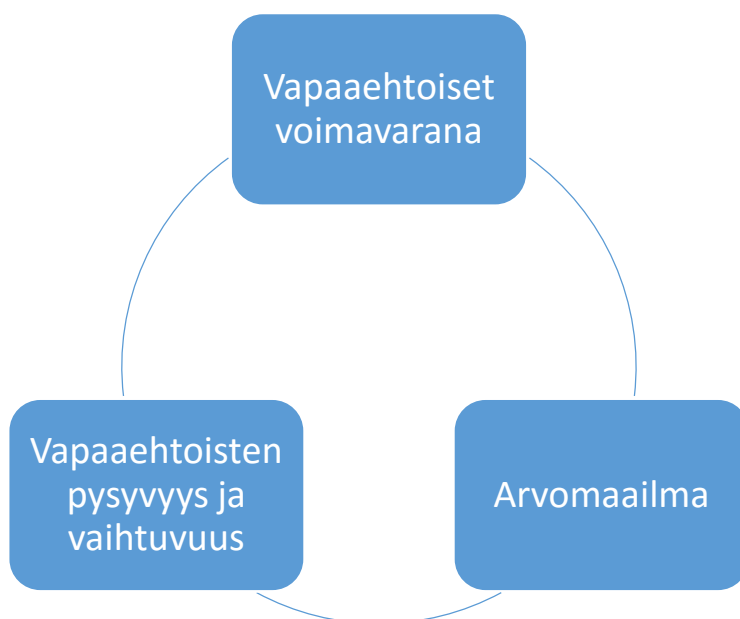 Vapaaehtoiset
voimavarana
Vapaaehtoisten
pysyvyys ja
vaihtuvuus
Arvomaailma